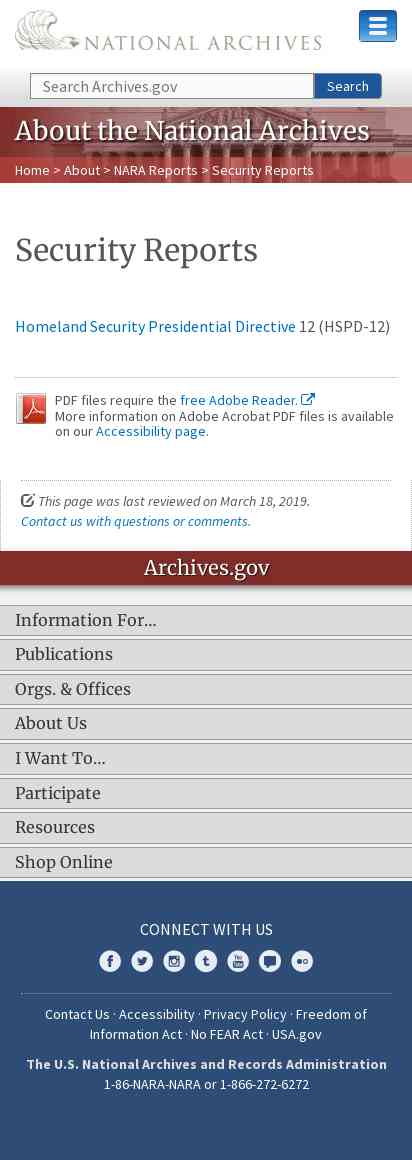 NATIONAL ARCHIVES
Search Archives.gov
Search
About the National Archives
Home > About > NARA Reports > Security Reports
Security Reports
Homeland Security Presidential Directive 12 (HSPD-12)
PDF files require the free Adobe Reader.
More information on Adobe Acrobat PDF files is available
on our Accessibility page.
This page was last reviewed on March 18, 2019.
Contact us with questions or comments.
Archives.gov
Information For…
Publications
Orgs. & Offices
About Us
I Want To…
Participate
Resources
Shop Online
CONNECT WITH US
Contact Us · Accessibility · Privacy Policy · Freedom of
Information Act · No FEAR Act · USA.gov
The U.S. National Archives and Records Administration
1-86-NARA-NARA or 1-866-272-6272